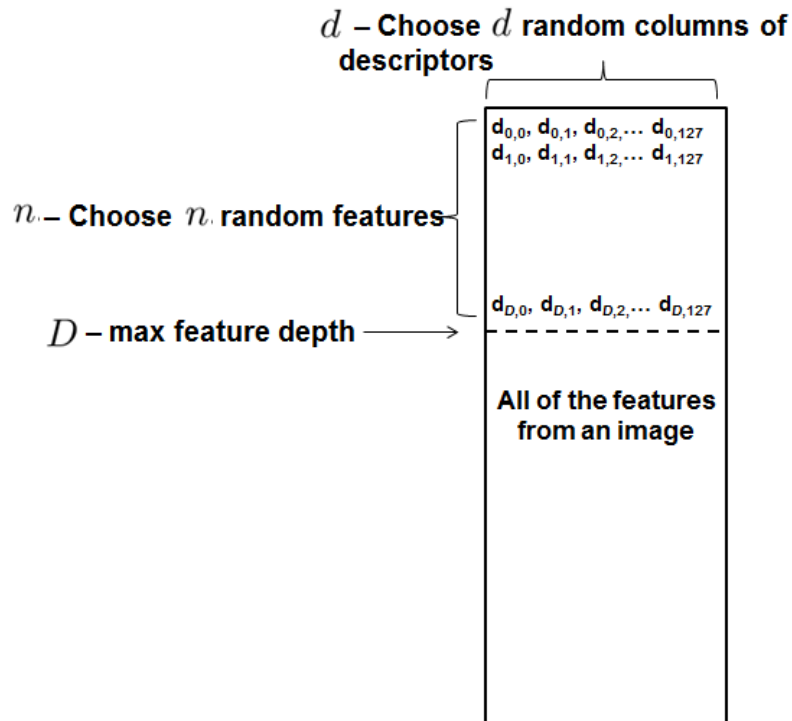 d – Choose d random columns of
descriptors
d0,0, d0,1, d0,2,... d0,127
d1,0, d1,1, d1,2,... d1,127
n. – Choose n. random features
dD,0, dD,1, dD,2,... dD,127
D – max feature depth
All of the features
from an image